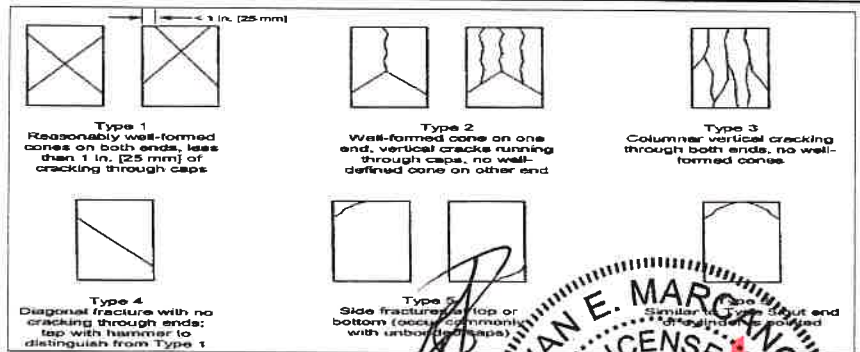 < 1 in. [25 mm]
Type 1
Reasonably well-formed
cones on both ends, less
than 1 in. [25 mm] of
cracking through caps
Type 2
Well-formed cone on one
end, vertical cracks running
through caps, no well-
defined cone on other end
Type 3
Columnar vertical cracking
through both ends, no well-
formed cones
Type 4
Diagonal fracture with no
cracking through ends;
tap with hammer to
distinguish from Type 1
Type 5
Side fractures at top or
bottom (occur commonly
with unbonded caps)
Similar to Type 5 but end
of cylinder is pointed
E. MARCANO
LICENSE